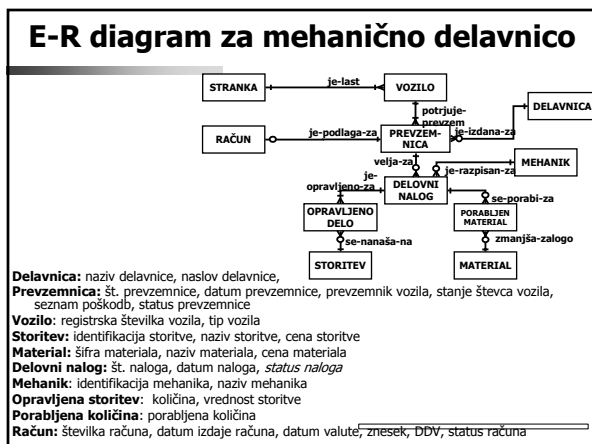 E-R diagram za mehanično delavnico
STRANKA
je-last
VOZILO
potrjuje-
prevzem
DELAVNICA
RAČUN
je-podlaga-za
PREVZEM-
NICA
je-izdana-za
velja-za
MEHANIK
je-razpisan-za
je-
opravljeno-za
DELOVNI
NALOG
se-porabi-za
OPRAVLJENO
DELO
PORABLJEN
MATERIAL
se-nanaša-na
zmanjša-zalogo
STORITEV
MATERIAL
Delavnica: naziv delavnice, naslov delavnice,
Prevzemnica: št. prevzemnice, datum prevzemnice, prevzemnik vozila, stanje števca vozila,
seznam poškodb, status prevzemnice
Vozilo: registrska številka vozila, tip vozila
Storitev: identifikacija storitve, naziv storitve, cena storitve
Material: šifra materiala, naziv materiala, cena materiala
Delovni nalog: št. naloga, datum naloga, status naloga
Mehanik: identifikacija mehanika, naziv mehanika
Opravljena storitev: količina, vrednost storitve
Porabljena količina: porabljena količina
Račun: številka računa, datum izdaje računa, datum valute, znesek, DDV, status računa